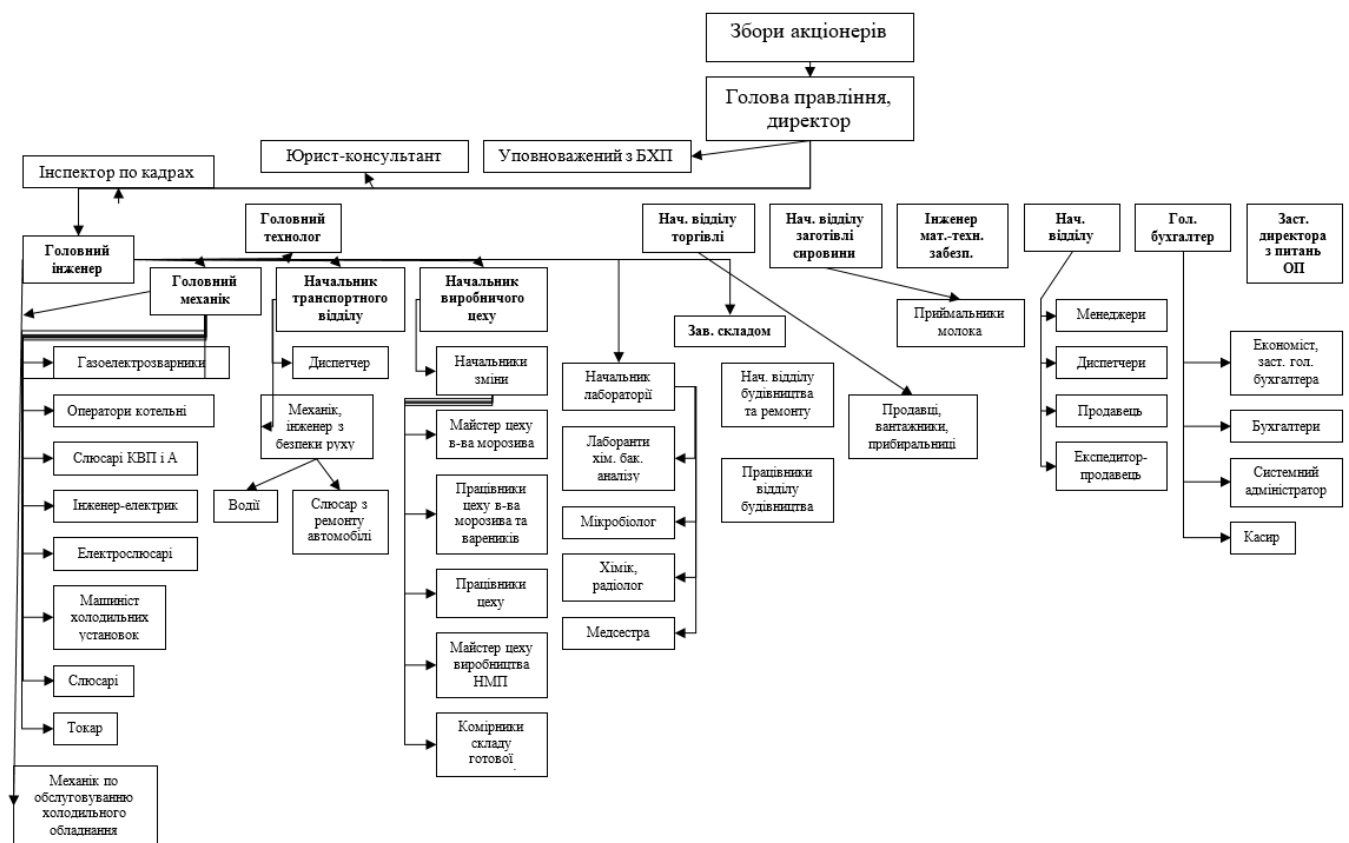 Збори акціонерів
Голова правління,
директор
Юрист-консультант
Уповноважений з БХП
Інспектор по кадрах
Головний
технолог
Нач. відділу
торгівлі
Нач. відділу
заготівлі
сировини
Інженер
мат.-техн.
забезп.
Нач.
відділу
Гол.
бухгалтер
Заст.
директора
з питань
ОП
Головний
інженер
Головний
механік
Начальник
транспортного
відділу
Начальник
виробничого
цеху
Зав. складом
Приймальники
молока
Менеджери
Газоелектрозварники
Диспетчер
Начальники
зміни
Начальник
лабораторії
Нач. відділу
будівництва
та ремонту
Диспетчери
Економіст,
заст. гол.
бухгалтера
Оператори котельні
Механік,
інженер з
безпеки руху
Майстер цеху
в-ва морозива
Продавці,
вантажники,
прибиральниці
Продавець
Бухгалтери
Слюсарі КВП і А
Лаборанти
хім. бак.
аналізу
Працівники
відділу
будівництва
Експедитор-
продавець
Системний
адміністратор
Інженер-електрик
Водії
Слюсар з
ремонту
автомобілі
Працівники
цеху в-ва
морозива та
вареників
Мікробіолог
Касир
Електрослюсарі
Хімік,
радіолог
Машиніст
холодильних
установок
Працівники
цеху
Медсестра
Слюсарі
Майстер цеху
виробництва
НМП
Токар
Комірники
складу
готової
Механік по
обслуговуванню
холодильного
обладнання